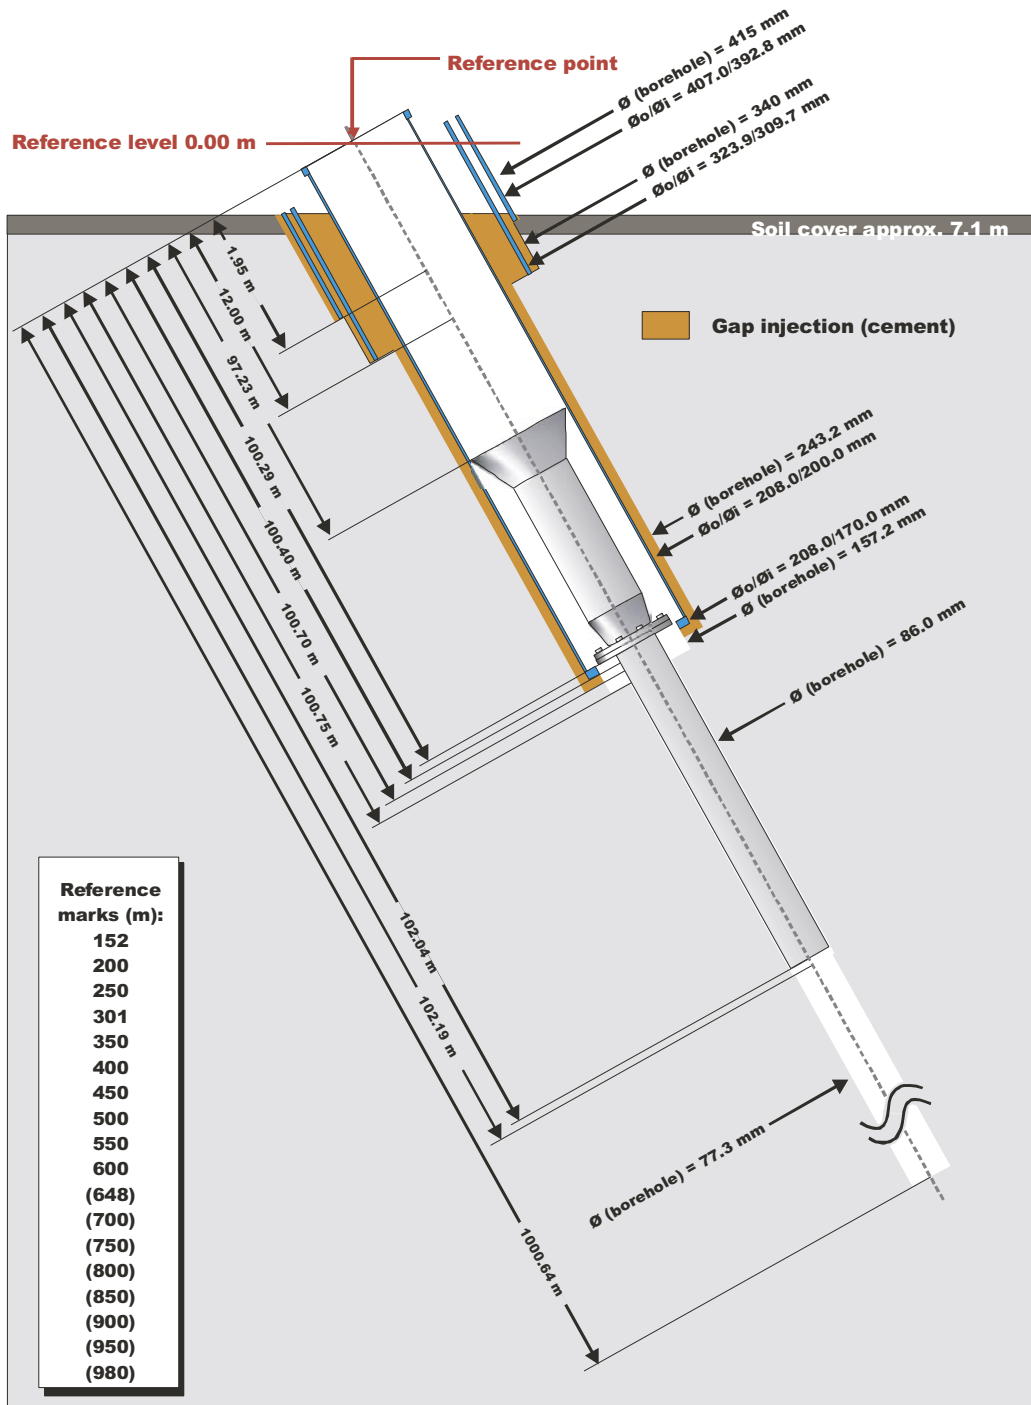 Reference point
Reference level 0.00 m
Ø (borehole) = 415 mm
Øo/Øi = 407.0/392.8 mm
Ø (borehole) = 340 mm
Øo/Øi = 323.9/309.7 mm
Soil cover approx. 7.1 m
Gap injection (cement)
1.95 m
12.00 m
97.23 m
100.29 m
100.40 m
100.70 m
100.75 m
102.04 m
102.19 m
1000.64 m
Ø (borehole) = 243.2 mm
Øo/Øi = 208.0/200.0 mm
Øo/Øi = 208.0/170.0 mm
Ø (borehole) = 157.2 mm
Ø (borehole) = 86.0 mm
Ø (borehole) = 77.3 mm
Reference
marks (m):
152
200
250
301
350
400
450
500
550
600
(648)
(700)
(750)
(800)
(850)
(900)
(950)
(980)